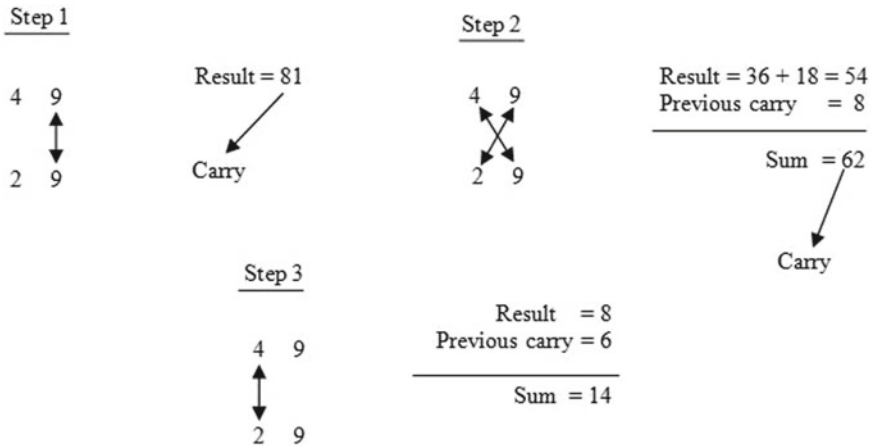 Step 1
4 9
2 9
Result = 81
Carry
Step 2
4 9
2 9
Result = 36 + 18 = 54
Previous carry = 8
Sum = 62
Carry
Step 3
4 9
2 9
Result = 8
Previous carry = 6
Sum = 14